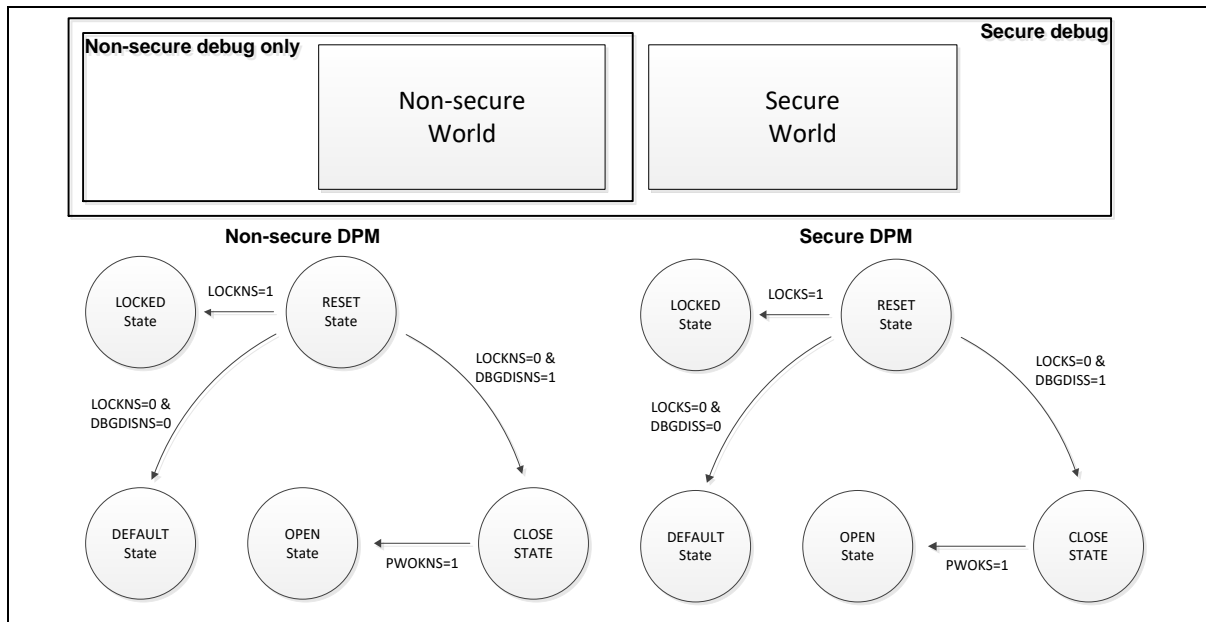 Non-secure debug only
Secure debug
Non-secure
World
Secure
World
Non-secure DPM
LOCKED
State
LOCKNS=1
RESET
State
LOCKNS=0 &
DBGDISNS=1
LOCKNS=0 &
DBGDISNS=0
DEFAULT
State
OPEN
State
PWOKNS=1
CLOSE
STATE
Secure DPM
LOCKED
State
LOCKS=1
RESET
State
LOCKS=0 &
DBGDISS=1
LOCKS=0 &
DBGDISS=0
DEFAULT
State
OPEN
State
PWOKS=1
CLOSE
STATE